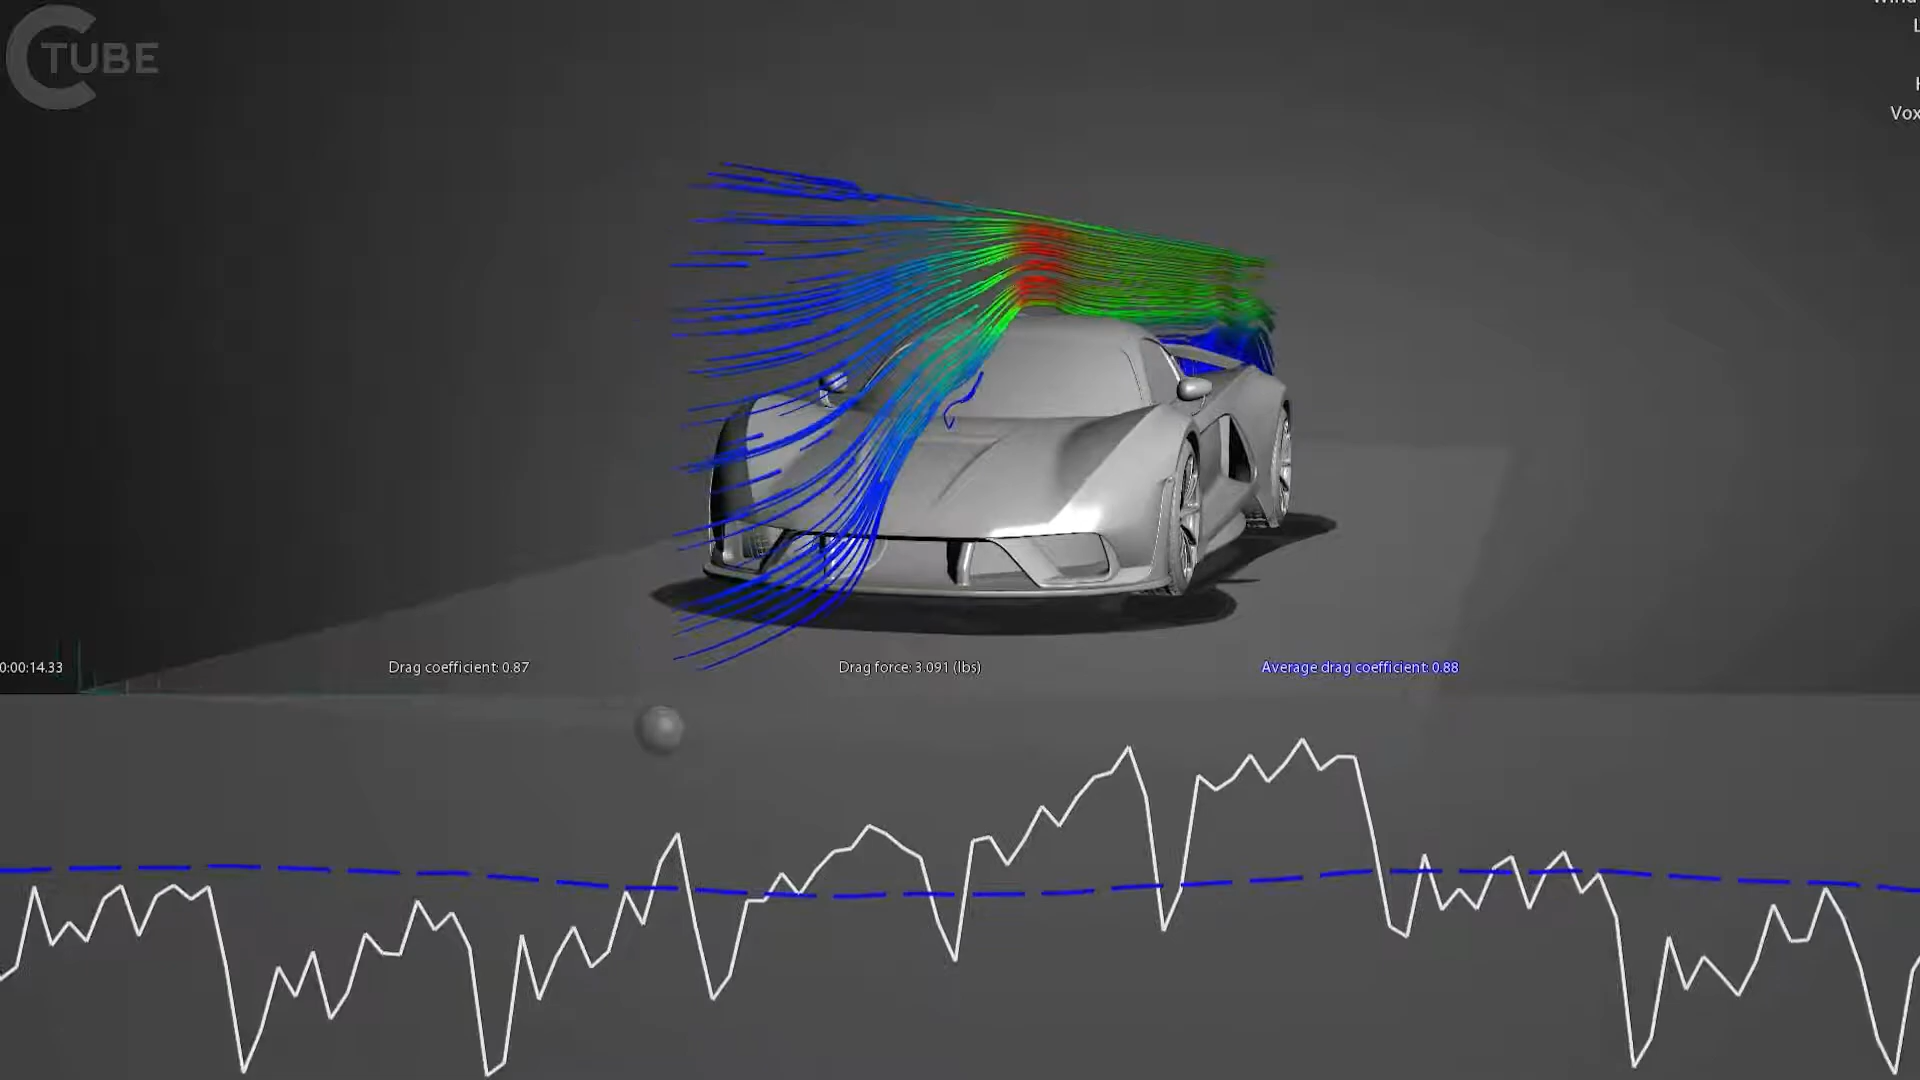 C TUBE
Vox
0:00:14.33
Drag coefficient: 0.87
Drag force: 3.091 (lbs)
Average drag coefficient: 0.88